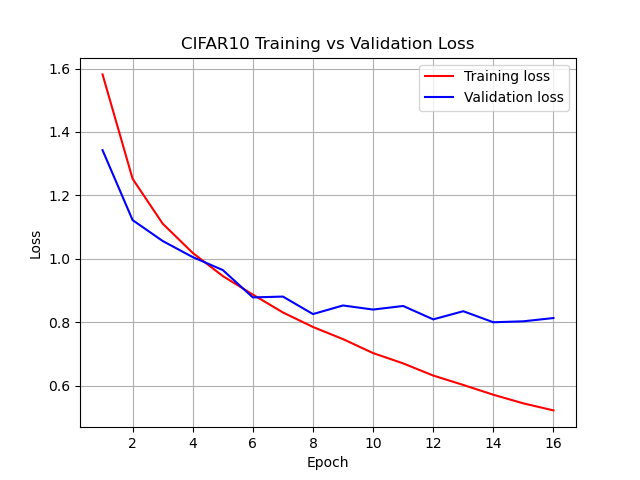 CIFAR10 Training vs Validation Loss
Training loss
Validation loss
1.6
1.4
1.2
1.0
0.8
0.6
Loss
2 4 6 8 10 12 14 16
Epoch